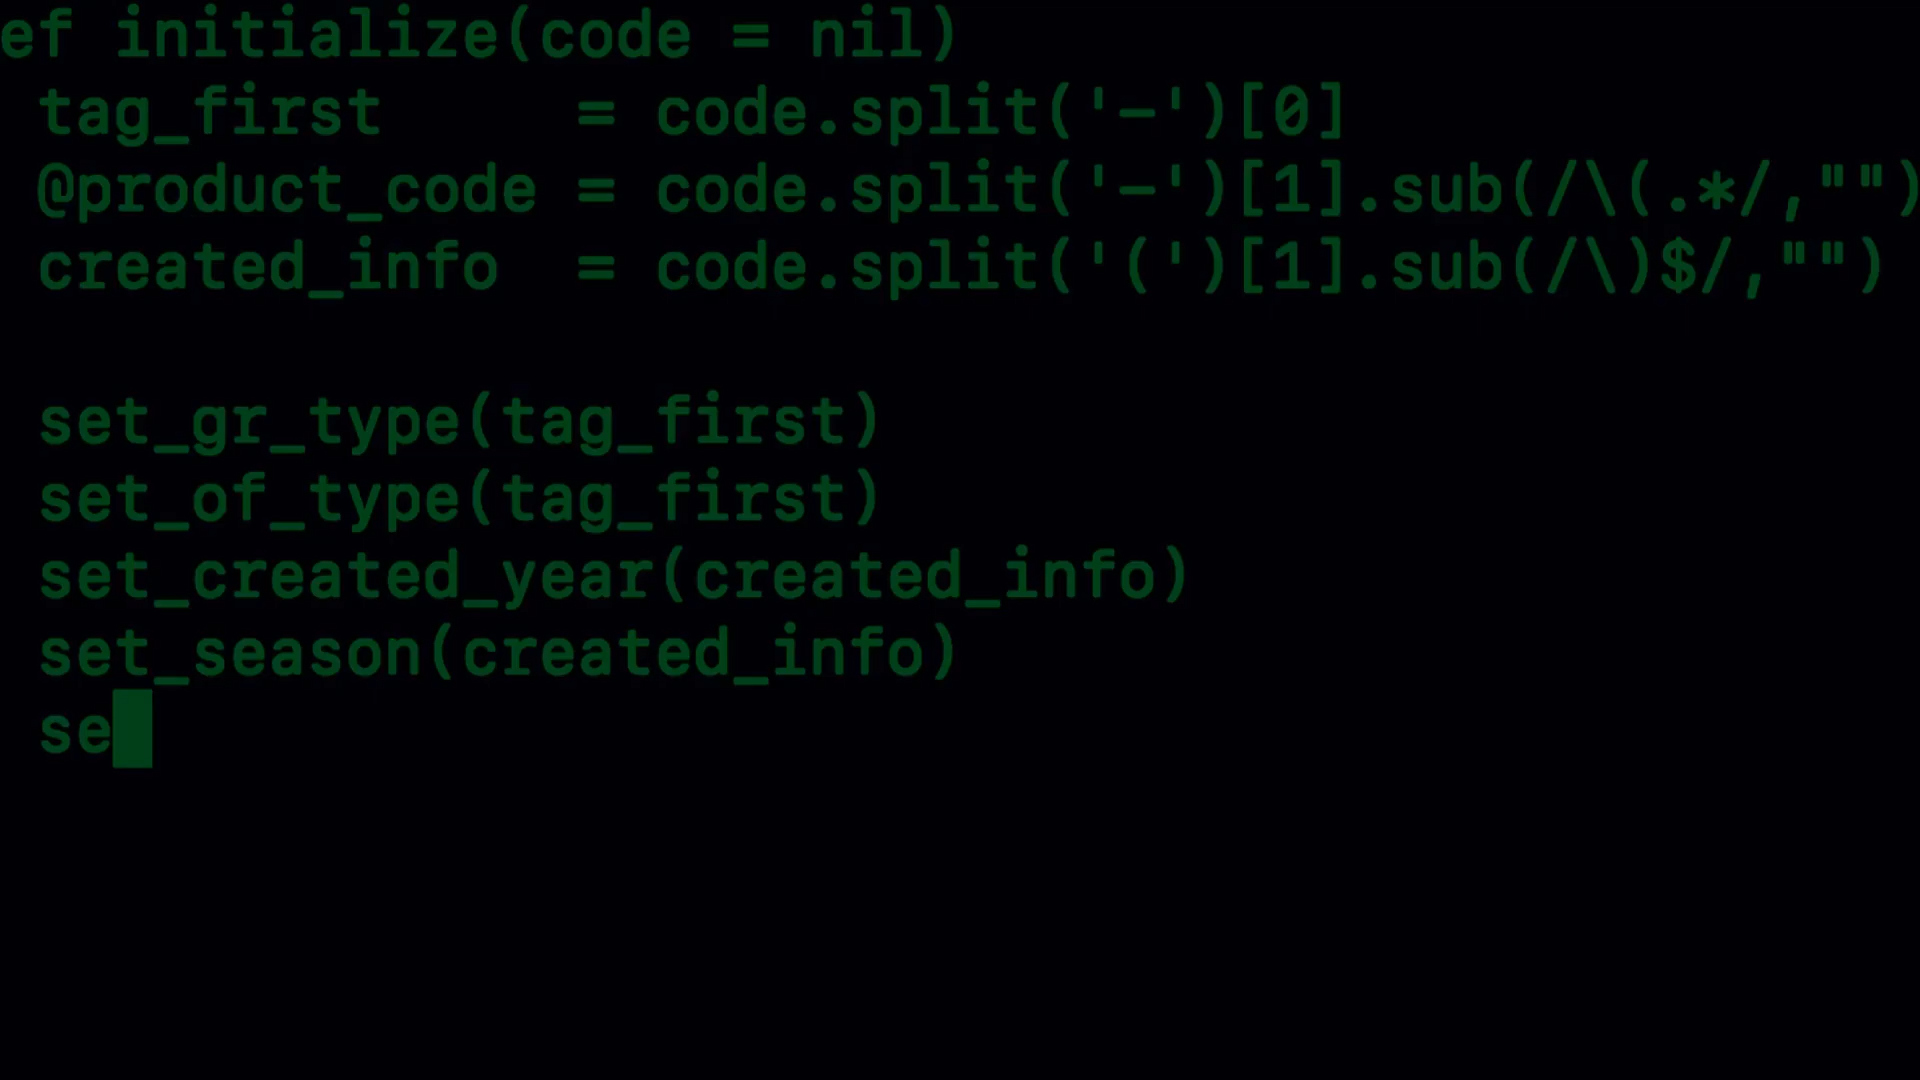 ef initialize(code = nil)
tag_first = code.split('-')[0]
@product_code = code.split('-')[1].sub(/\(.*/,"")
created_info = code.split('(')[1].sub(/\)$/,"")
set_gr_type(tag_first)
set_of_type(tag_first)
set_created_year(created_info)
set_season(created_info)
se